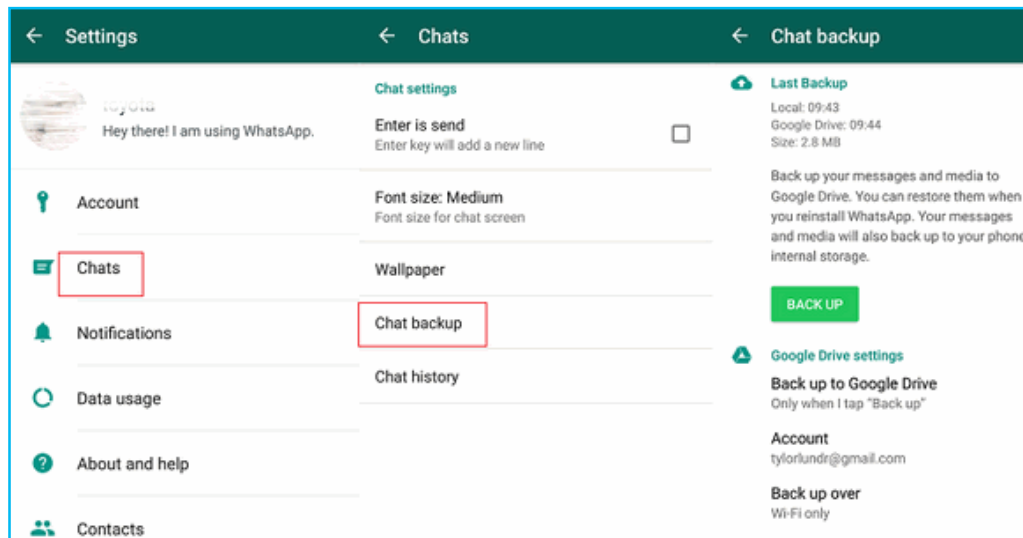 Settings
Hey there! I am using WhatsApp.
Account
Chats
Notifications
Data usage
About and help
Contacts
Chats
Chat settings
Enter is send
Enter key will add a new line
Font size: Medium
Font size for chat screen
Wallpaper
Chat backup
Chat history
Chat backup
Last Backup
Local: 09:43
Google Drive: 09:44
Size: 2.8 MB
Back up your messages and media to
Google Drive. You can restore them when
you reinstall WhatsApp. Your messages
and media will also back up to your phone
internal storage.
BACK UP
Google Drive settings
Back up to Google Drive
Only when I tap "Back up"
Account
tylorlundr@gmail.com
Back up over
Wi-Fi only